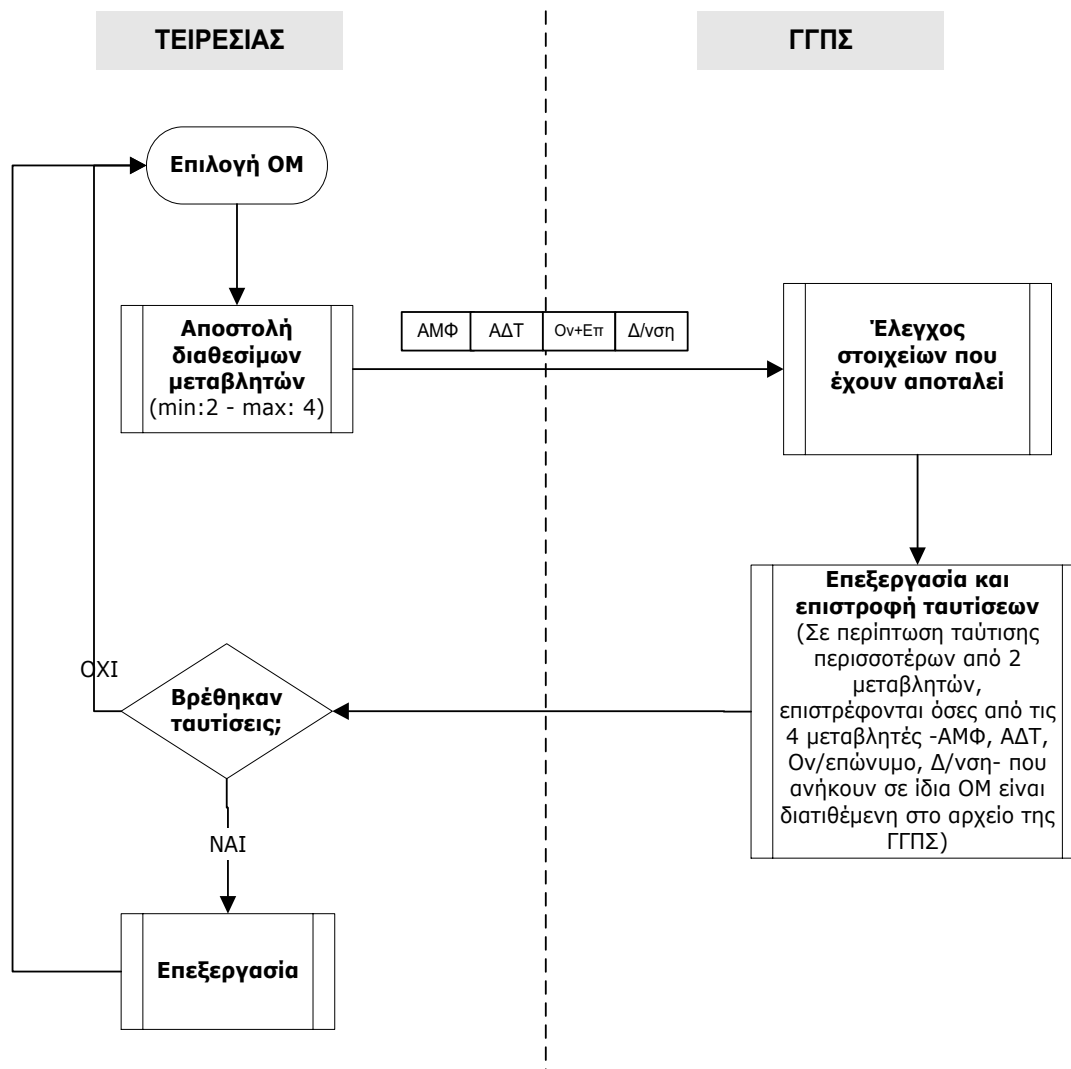 ΤΕΙΡΕΣΙΑΣ
ΓΓΠΣ
Επιλογή ΟΜ
Αποστολή
διαθεσίμων
μεταβλητών
(min:2 - max: 4)
ΑΜΦ
ΑΔΤ
Ον+Επ
Δ/νση
Έλεγχος
στοιχείων που
έχουν αποταλεί
Επεξεργασία και
επιστροφή ταυτίσεων
(Σε περίπτωση ταύτισης
περισσοτέρων από 2
μεταβλητών,
επιστρέφονται όσες από τις
4 μεταβλητές -ΑΜΦ, ΑΔΤ,
Ον/επώνυμο, Δ/νση- που
ανήκουν σε ίδια ΟΜ είναι
διατιθέμενη στο αρχείο της
ΓΓΠΣ)
Βρέθηκαν
ταυτίσεις;
ΟΧΙ
ΝΑΙ
Επεξεργασία